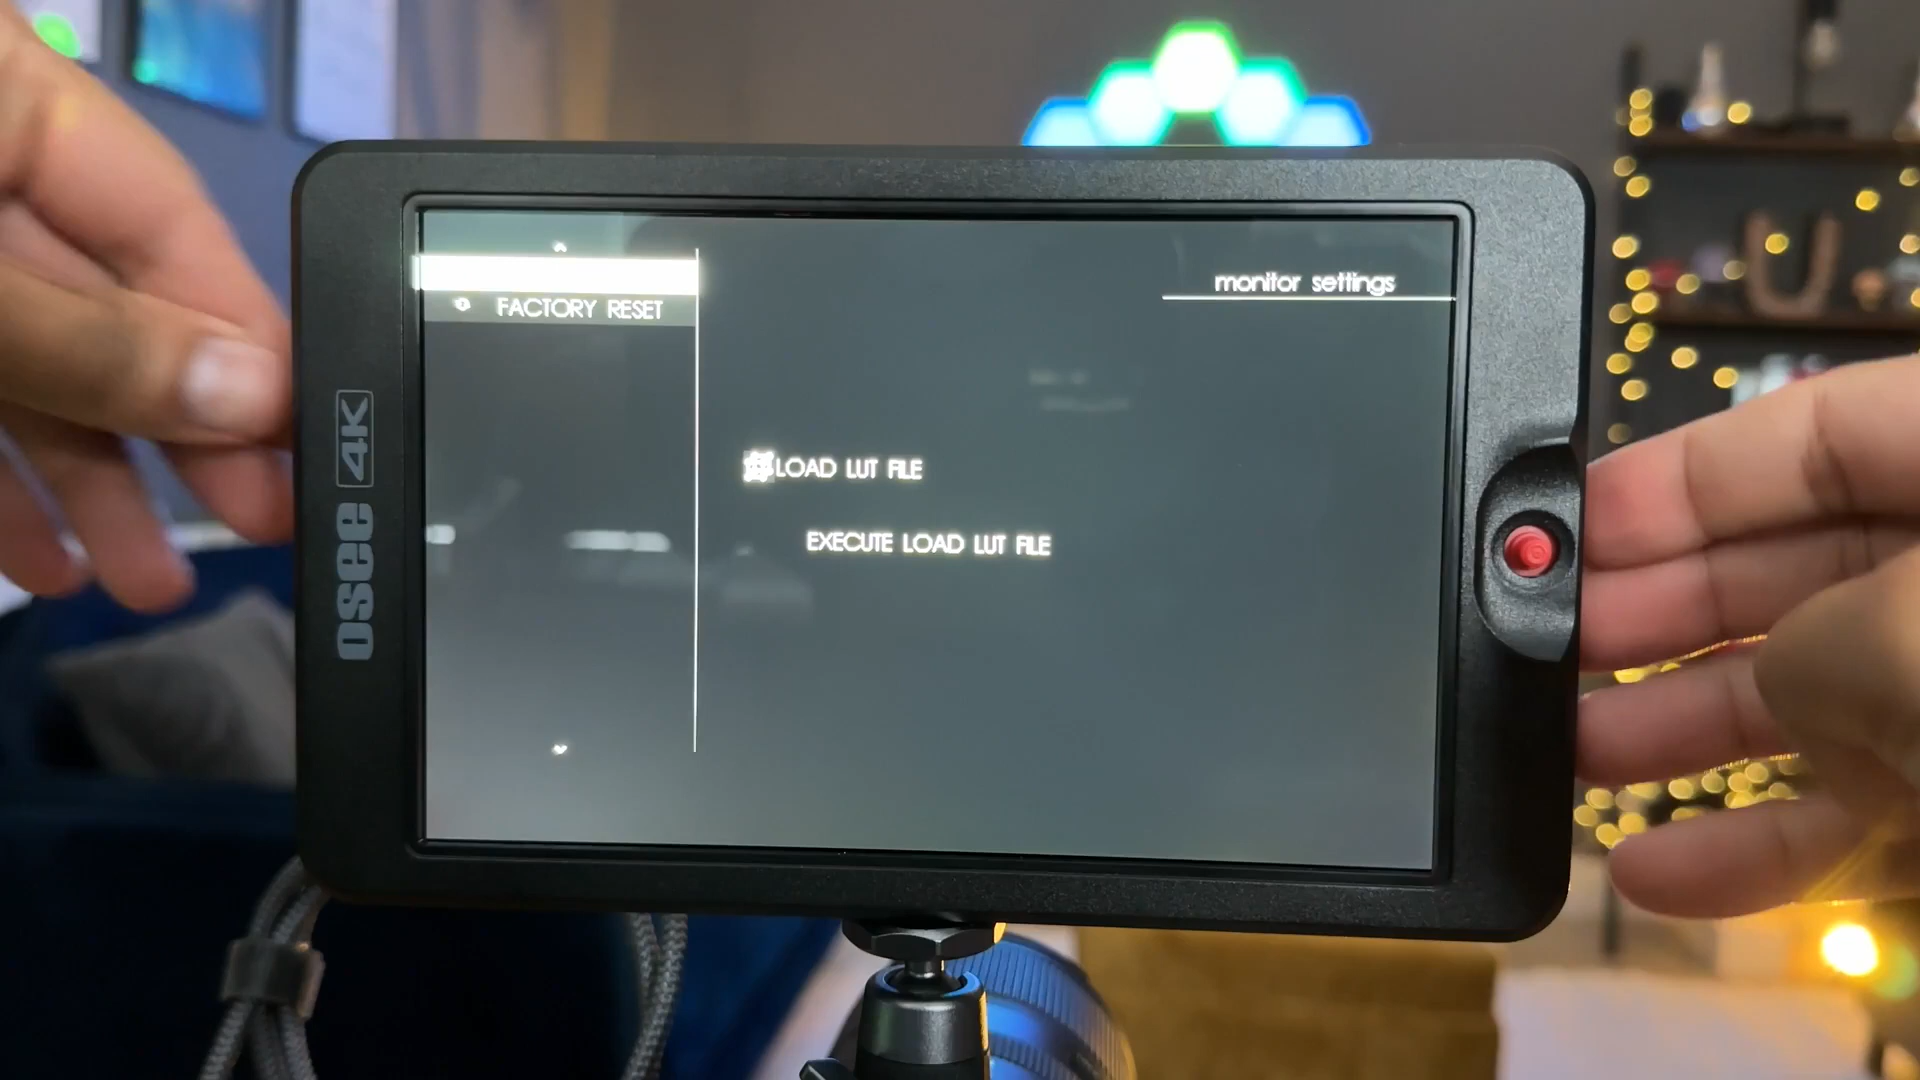 monitor settings
FACTORY RESET
LOAD LUT FILE
EXECUTE LOAD LUT FILE
OSEE 4K